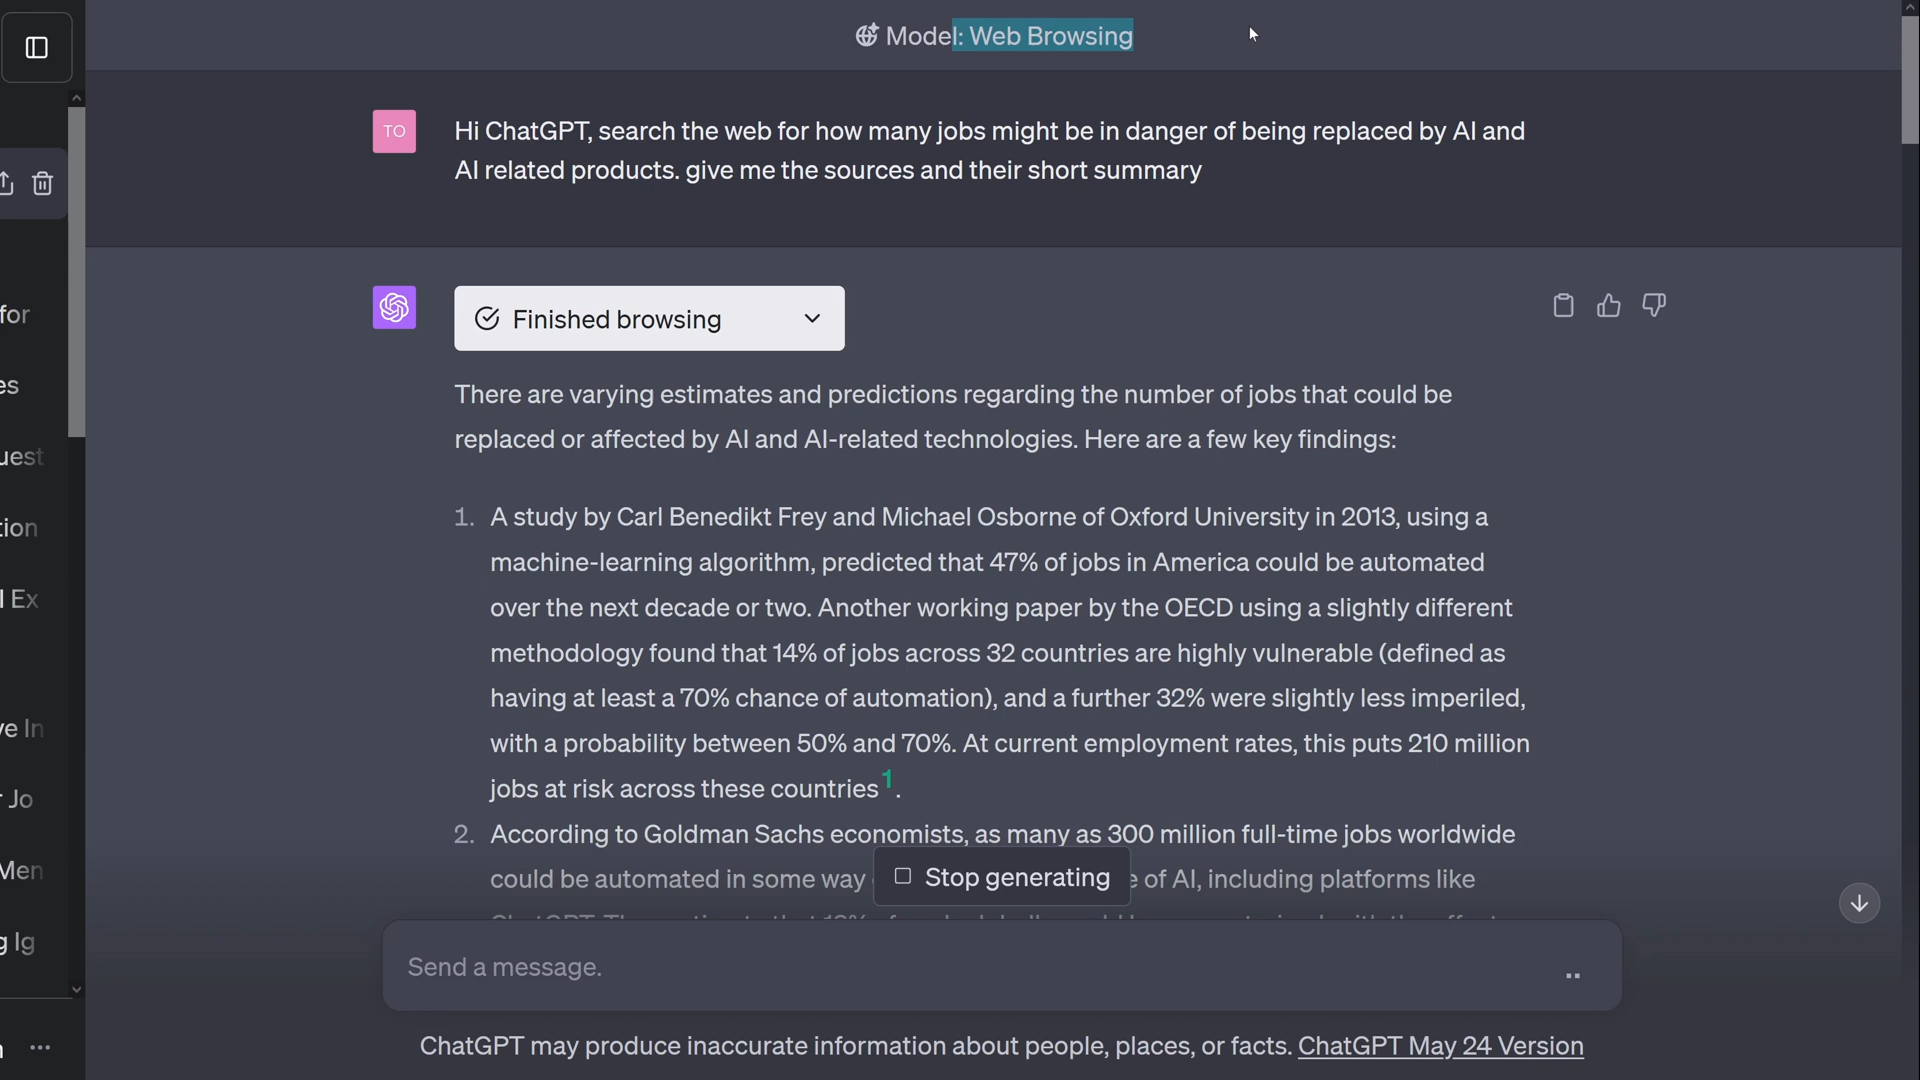 Model: Web Browsing
TO
Hi ChatGPT, search the web for how many jobs might be in danger of being replaced by AI and
AI related products. give me the sources and their short summary
Finished browsing
There are varying estimates and predictions regarding the number of jobs that could be
replaced or affected by AI and AI-related technologies. Here are a few key findings:
1. A study by Carl Benedikt Frey and Michael Osborne of Oxford University in 2013, using a
machine-learning algorithm, predicted that 47% of jobs in America could be automated
over the next decade or two. Another working paper by the OECD using a slightly different
methodology found that 14% of jobs across 32 countries are highly vulnerable (defined as
having at least a 70% chance of automation), and a further 32% were slightly less imperiled,
with a probability between 50% and 70%. At current employment rates, this puts 210 million
jobs at risk across these countries 1.
2. According to Goldman Sachs economists, as many as 300 million full-time jobs worldwide
could be automated in some way
of AI, including platforms like
Stop generating
Send a message.
ChatGPT may produce inaccurate information about people, places, or facts. ChatGPT May 24 Version
for
es
uest
tion
l Ex
ve In
r Jo
Men
g Ig